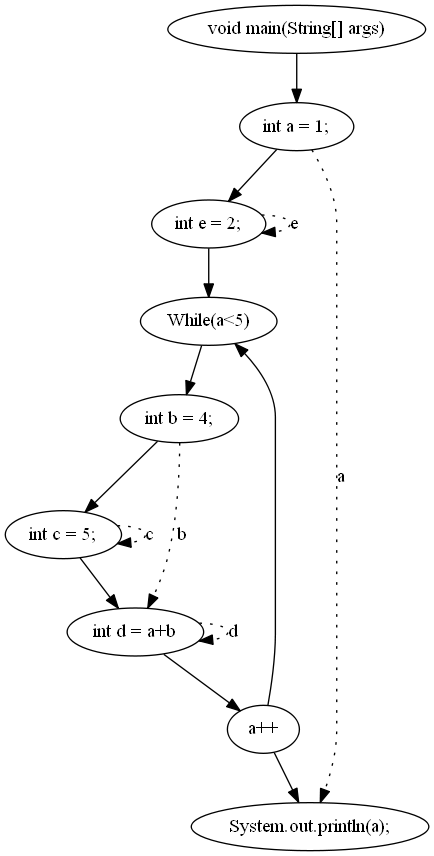 void main(String[] args)
int a = 1;
int e = 2;
e
While(a<5)
int b = 4;
a
int c = 5;
c
b
int d = a+b
d
a++
System.out.println(a);